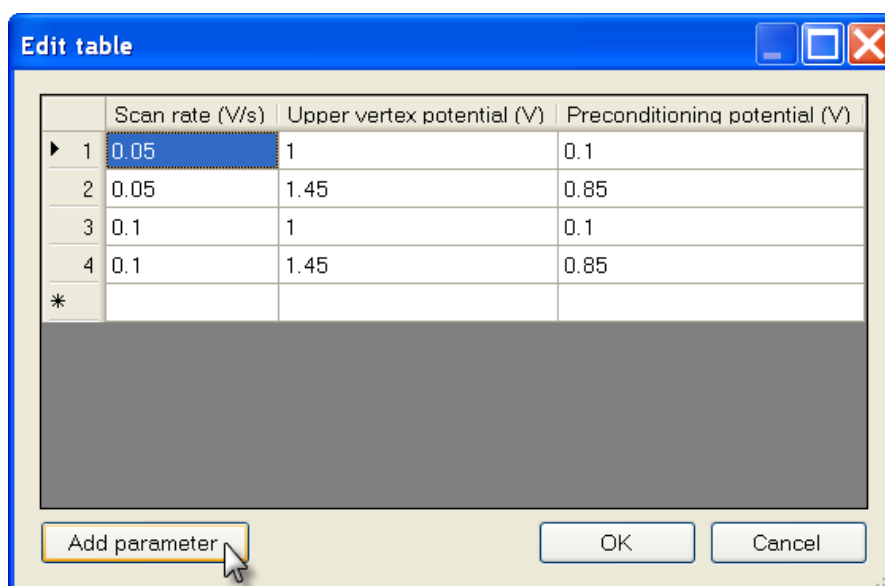 Edit table
Scan rate (V/s) Upper vertex potential (V) Preconditioning potential (V)
1 0.05 1 0.1
2 0.05 1.45 0.85
3 0.1 1 0.1
4 0.1 1.45 0.85
*
Add parameter OK Cancel